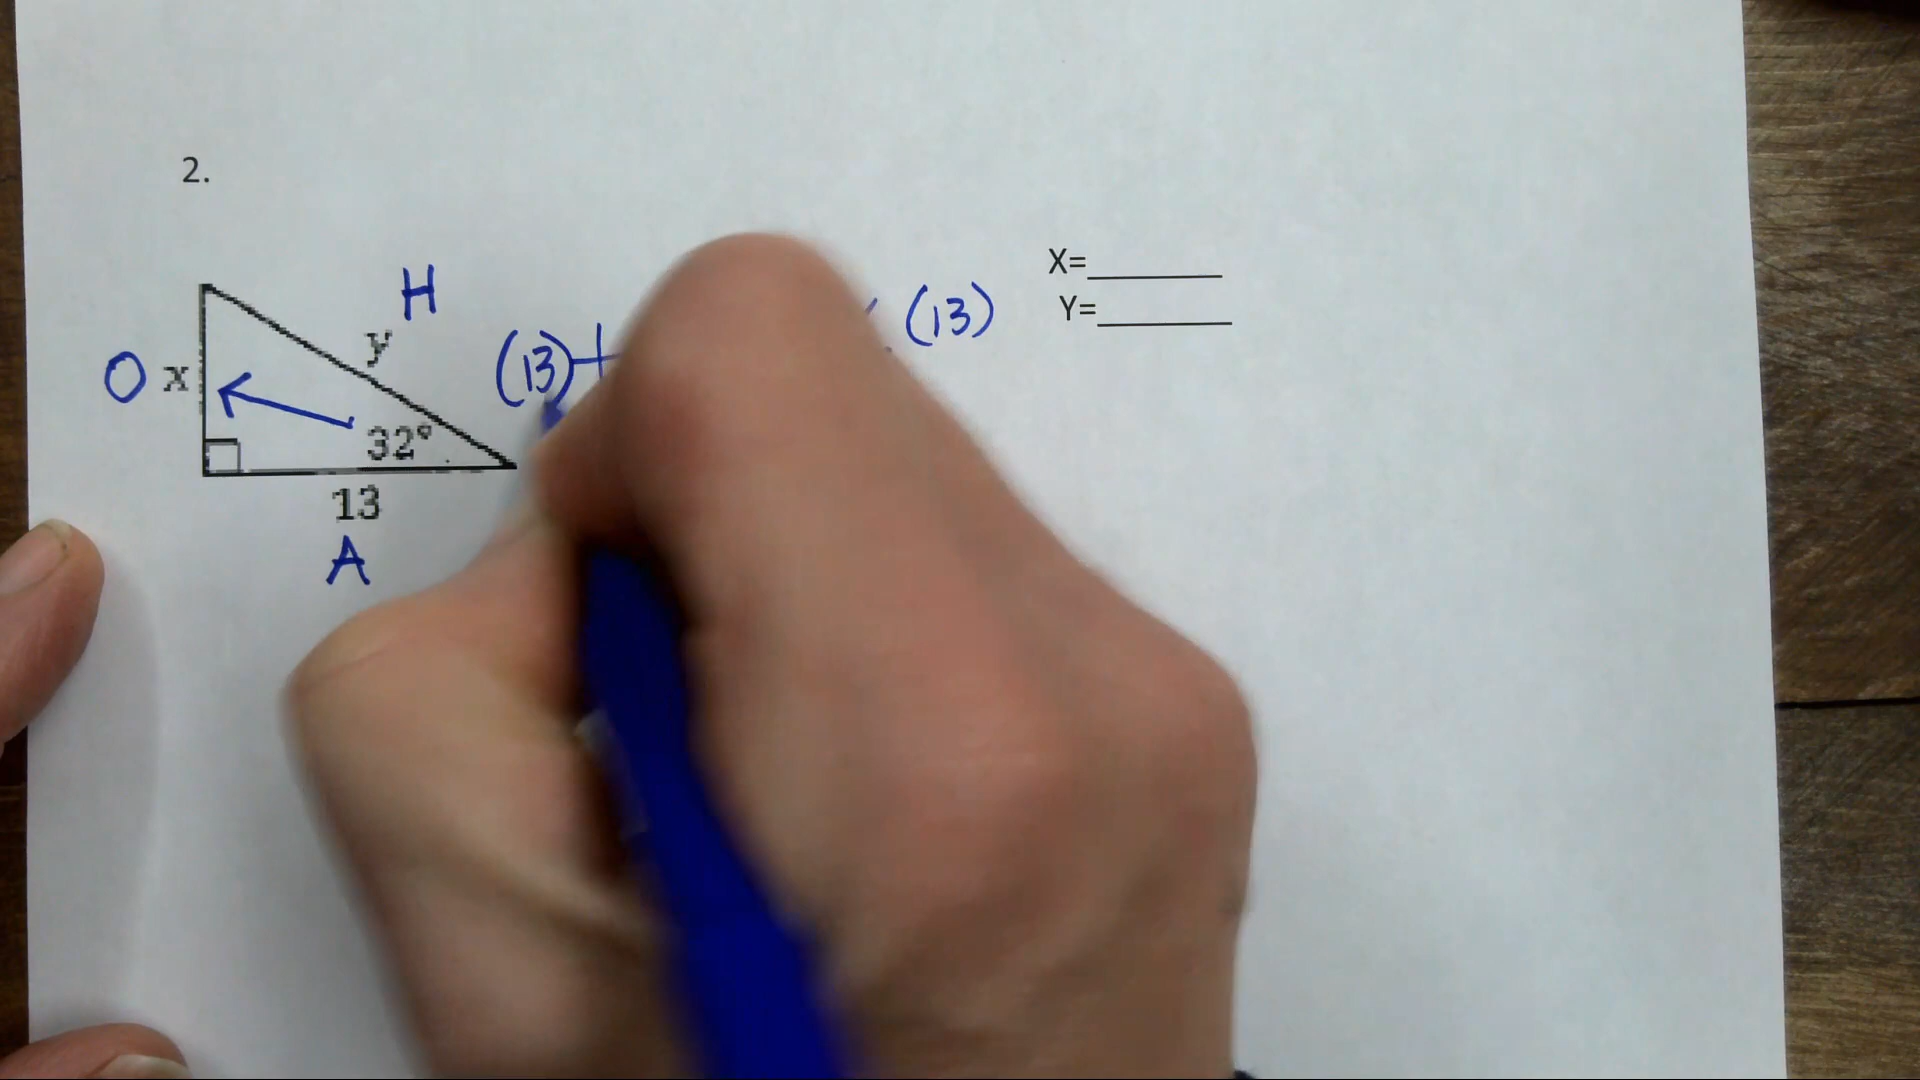 2.
H
y
O x
32°
13
A
(13)
(13)
X=
Y=